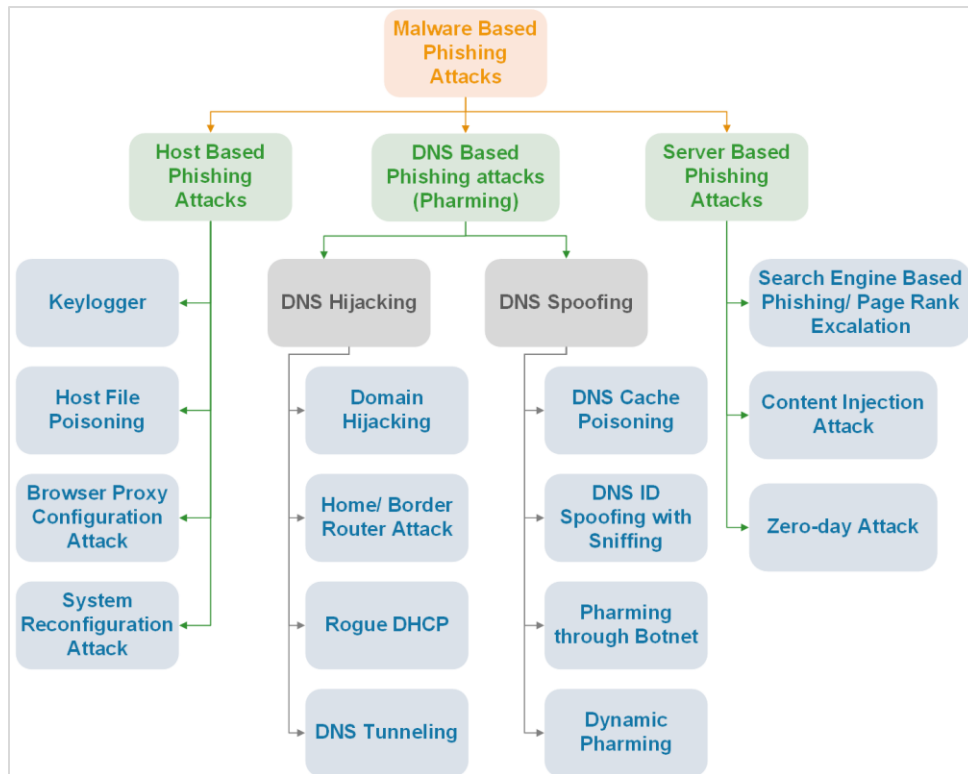 Malware Based
Phishing
Attacks
Host Based
Phishing
Attacks
DNS Based
Phishing attacks
(Pharming)
Server Based
Phishing
Attacks
Keylogger
Host File
Poisoning
Browser Proxy
Configuration
Attack
System
Reconfiguration
Attack
DNS Hijacking
Domain
Hijacking
Home/ Border
Router Attack
Rogue DHCP
DNS Tunneling
DNS Spoofing
DNS Cache
Poisoning
DNS ID
Spoofing with
Sniffing
Pharming
through Botnet
Dynamic
Pharming
Search Engine Based
Phishing/ Page Rank
Excalation
Content Injection
Attack
Zero-day Attack